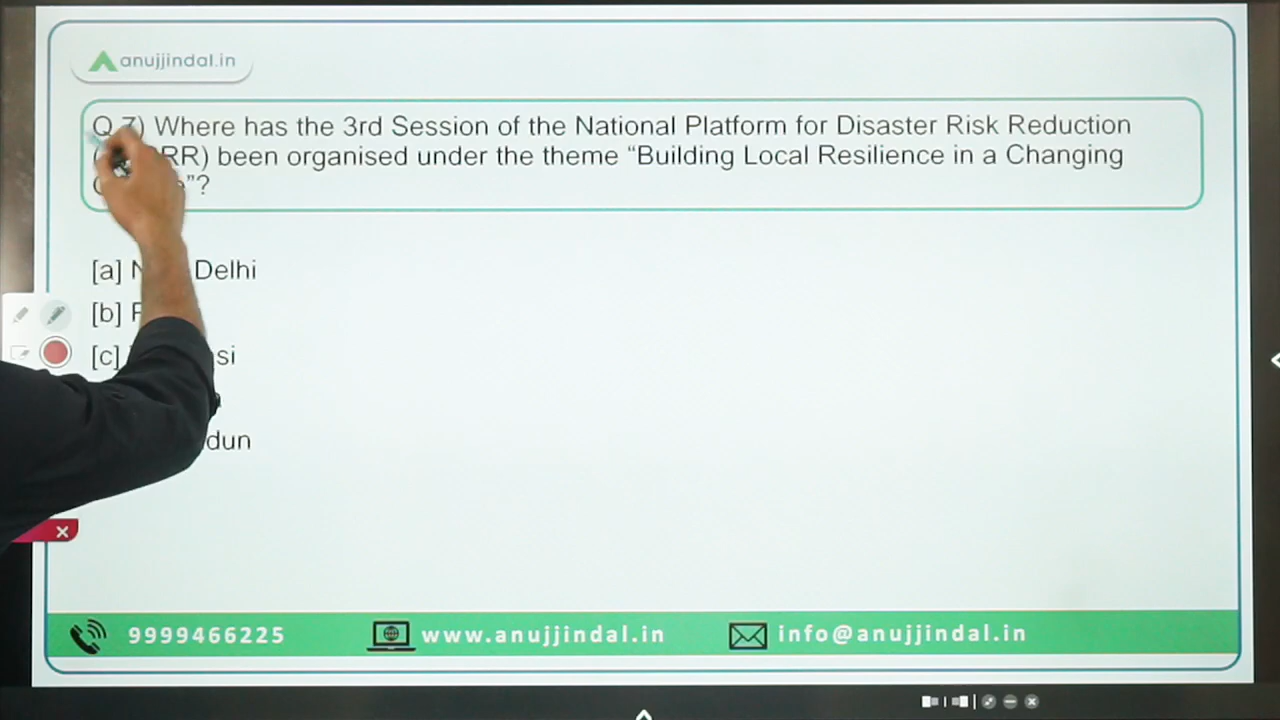 anujjindal.in
Q.7) Where has the 3rd Session of the National Platform for Disaster Risk Reduction
RR) been organised under the theme “Building Local Resilience in a Changing
”?
[a] Delhi
[b]
[c] si
dun
9999466225
www.anujjindal.in
info@anujjindal.in